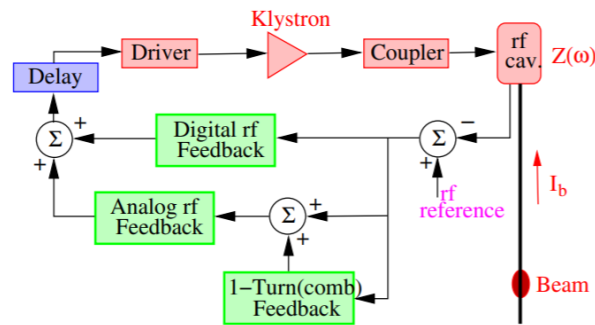 Klystron
Driver
Coupler
rf
cav.
Z(ω)
Delay
Σ
+
+
Digital rf
Feedback
Σ
−
+
rf
reference
I_b
Analog rf
Feedback
Σ
+
+
1−Turn(comb)
Feedback
Beam